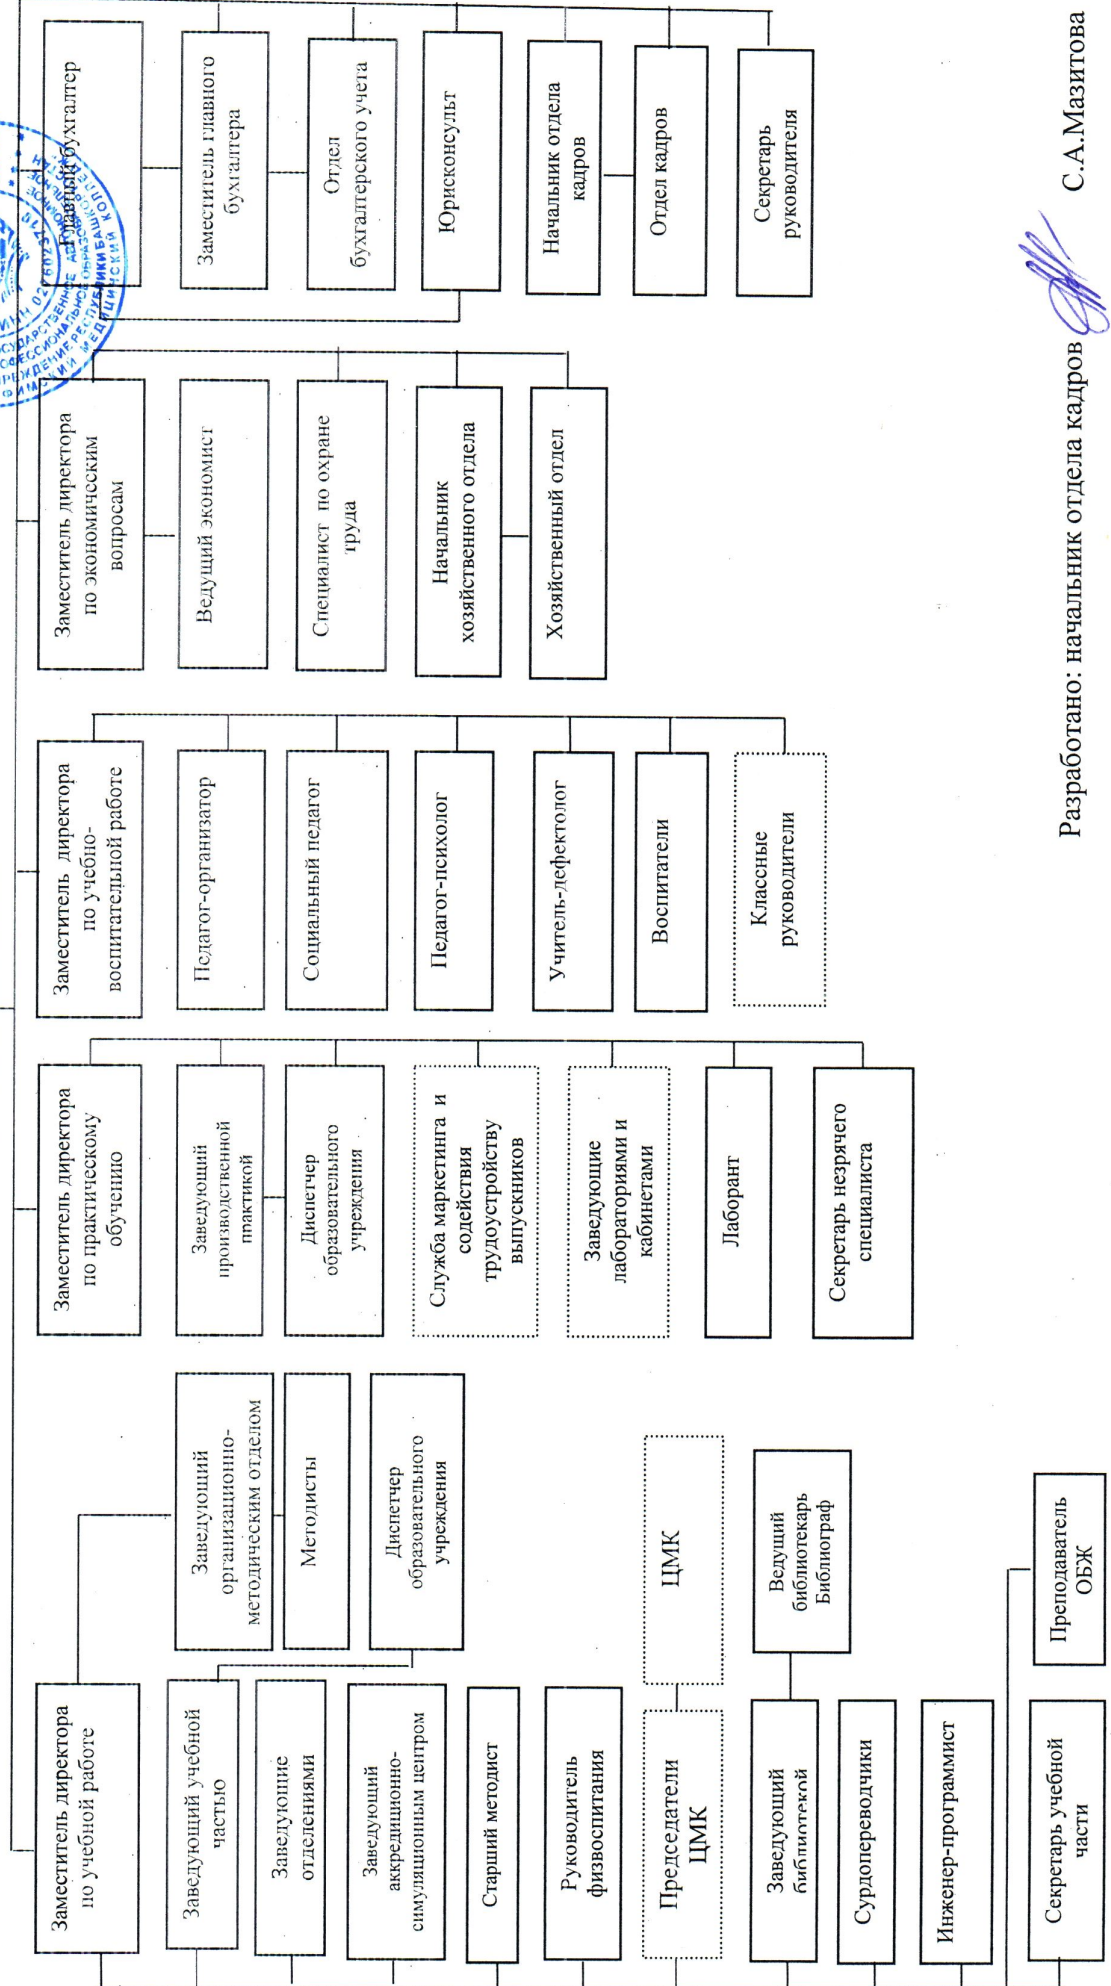 Заместитель директора
по учебной работе
Заведующий учебной
частью
Заведующие
отделениями
Заведующий
аккредиционно-
симуляционным центром
Старший методист
Руководитель
физвоспитания
Председатели
ЦМК
Заведующий
библиотекой
Сурдопереводчики
Инженер-программист
Секретарь учебной
части
Заведующий
организационно-
методическим отделом
Методисты
Диспетчер
образовательного
учреждения
ЦМК
Ведущий
библиотекарь
Библиограф
Преподаватель
ОБЖ
Заместитель директора
по практическому
обучению
Заведующий
производственной
практикой
Диспетчер
образовательного
учреждения
Служба маркетинга и
содействия
трудоустройству
выпускников
Заведующие
лабораториями и
кабинетами
Лаборант
Секретарь незрячего
специалиста
Заместитель директора
по учебно-
воспитательной работе
Педагог-организатор
Социальный педагог
Педагог-психолог
Учитель-дефектолог
Воспитатели
Классные
руководители
Заместитель директора
по экономическим
вопросам
Ведущий экономист
Специалист по охране
труда
Начальник
хозяйственного отдела
Хозяйственный отдел
Главный бухгалтер
Заместитель главного
бухгалтера
Отдел
бухгалтерского учета
Юрисконсульт
Начальник отдела
кадров
Отдел кадров
Секретарь
руководителя
Разработано: начальник отдела кадров С.А.Мазитова